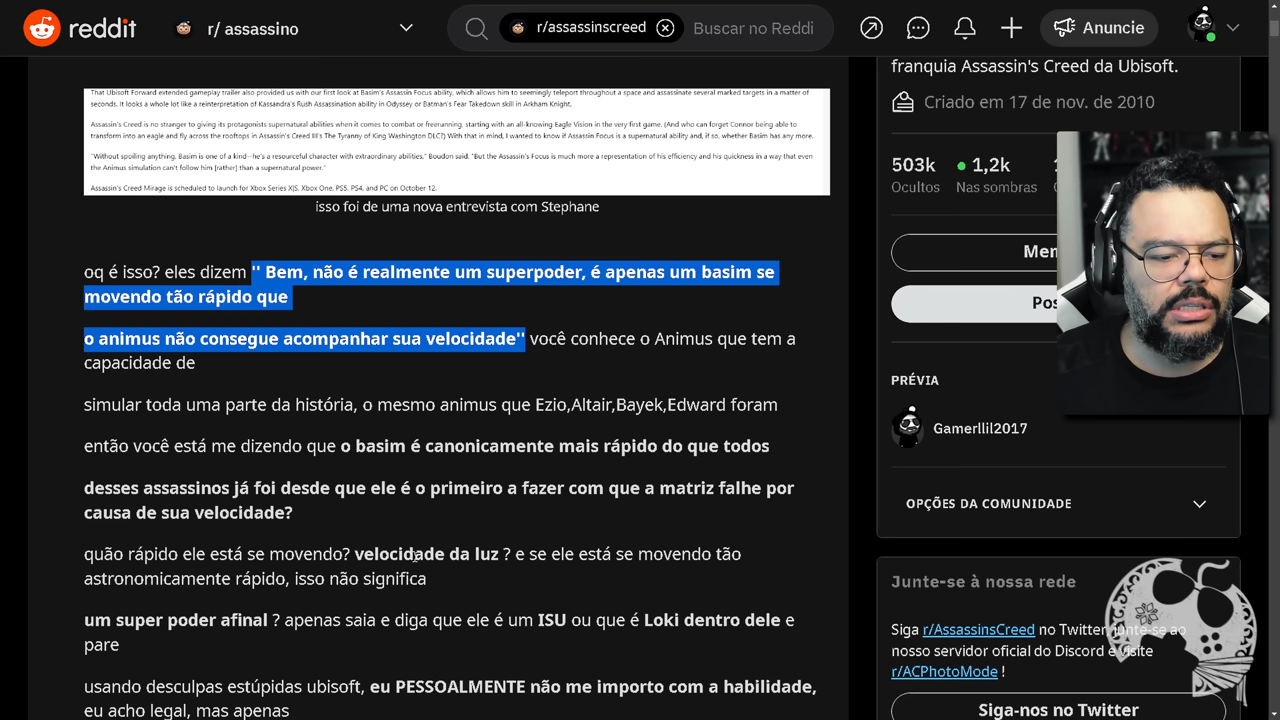 reddit
r/ assassino
r/assassinscreed
Buscar no Reddi
Anuncie
franquia Assassin's Creed da Ubisoft.
Criado em 17 de nov. de 2010
503k
1,2k
Ocultos
Nas sombras
Men
Pos
PRÉVIA
Gamerllil2017
OPÇÕES DA COMUNIDADE
Junte-se à nossa rede
Siga r/AssassinsCreed no Twitter, junte-se ao
nosso servidor oficial do Discord e visite
r/ACPhotoMode !
Siga-nos no Twitter
That Ubisoft Forward extended gameplay trailer also provided us with our first look at Basim's Assassin Focus ability, which allows him to seemingly teleport throughout a space and assassinate several marked targets in a matter of
seconds. It looks a whole lot like a reinterpretation of Kassandra's Rush Assassination ability in Odyssey or Batman's Fear Takedown skill in Arkham Knight.
Assassin's Creed is no stranger to giving its protagonists supernatural abilities when it comes to combat or freerunning, starting with an all-knowing Eagle Vision in the very first game. (And who can forget Connor being able to
transform into an eagle and fly across the rooftops in Assassin's Creed III's The Tyranny of King Washington DLC?) With that in mind, I wanted to know if Assassin Focus is a supernatural ability and, if so, whether Basim has any more.
"Without spoiling anything, Basim is one of a kind—he's a resourceful character with extraordinary abilities," Boudon said. "But the Assassin's Focus is much more a representation of his efficiency and his quickness in a way that even
the Animus simulation can't follow him [rather] than a supernatural power."
Assassin's Creed Mirage is scheduled to launch for Xbox Series X|S, Xbox One, PS5, PS4, and PC on October 12.
isso foi de uma nova entrevista com Stephane
oq é isso? eles dizem '' Bem, não é realmente um superpoder, é apenas um basim se
movendo tão rápido que
o animus não consegue acompanhar sua velocidade'' você conhece o Animus que tem a
capacidade de
simular toda uma parte da história, o mesmo animus que Ezio,Altair,Bayek,Edward foram
então você está me dizendo que o basim é canonicamente mais rápido do que todos
desses assassinos já foi desde que ele é o primeiro a fazer com que a matriz falhe por
causa de sua velocidade?
quão rápido ele está se movendo? velocidade da luz ? e se ele está se movendo tão
astronomicamente rápido, isso não significa
um super poder afinal ? apenas saia e diga que ele é um ISU ou que é Loki dentro dele e
pare
usando desculpas estúpidas ubisoft, eu PESSOALMENTE não me importo com a habilidade,
eu acho legal, mas apenas